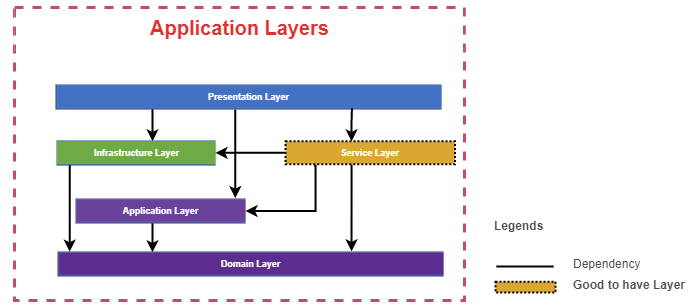 Application Layers
Presentation Layer
Infrastructure Layer
Service Layer
Application Layer
Domain Layer
Legends
Dependency
Good to have Layer